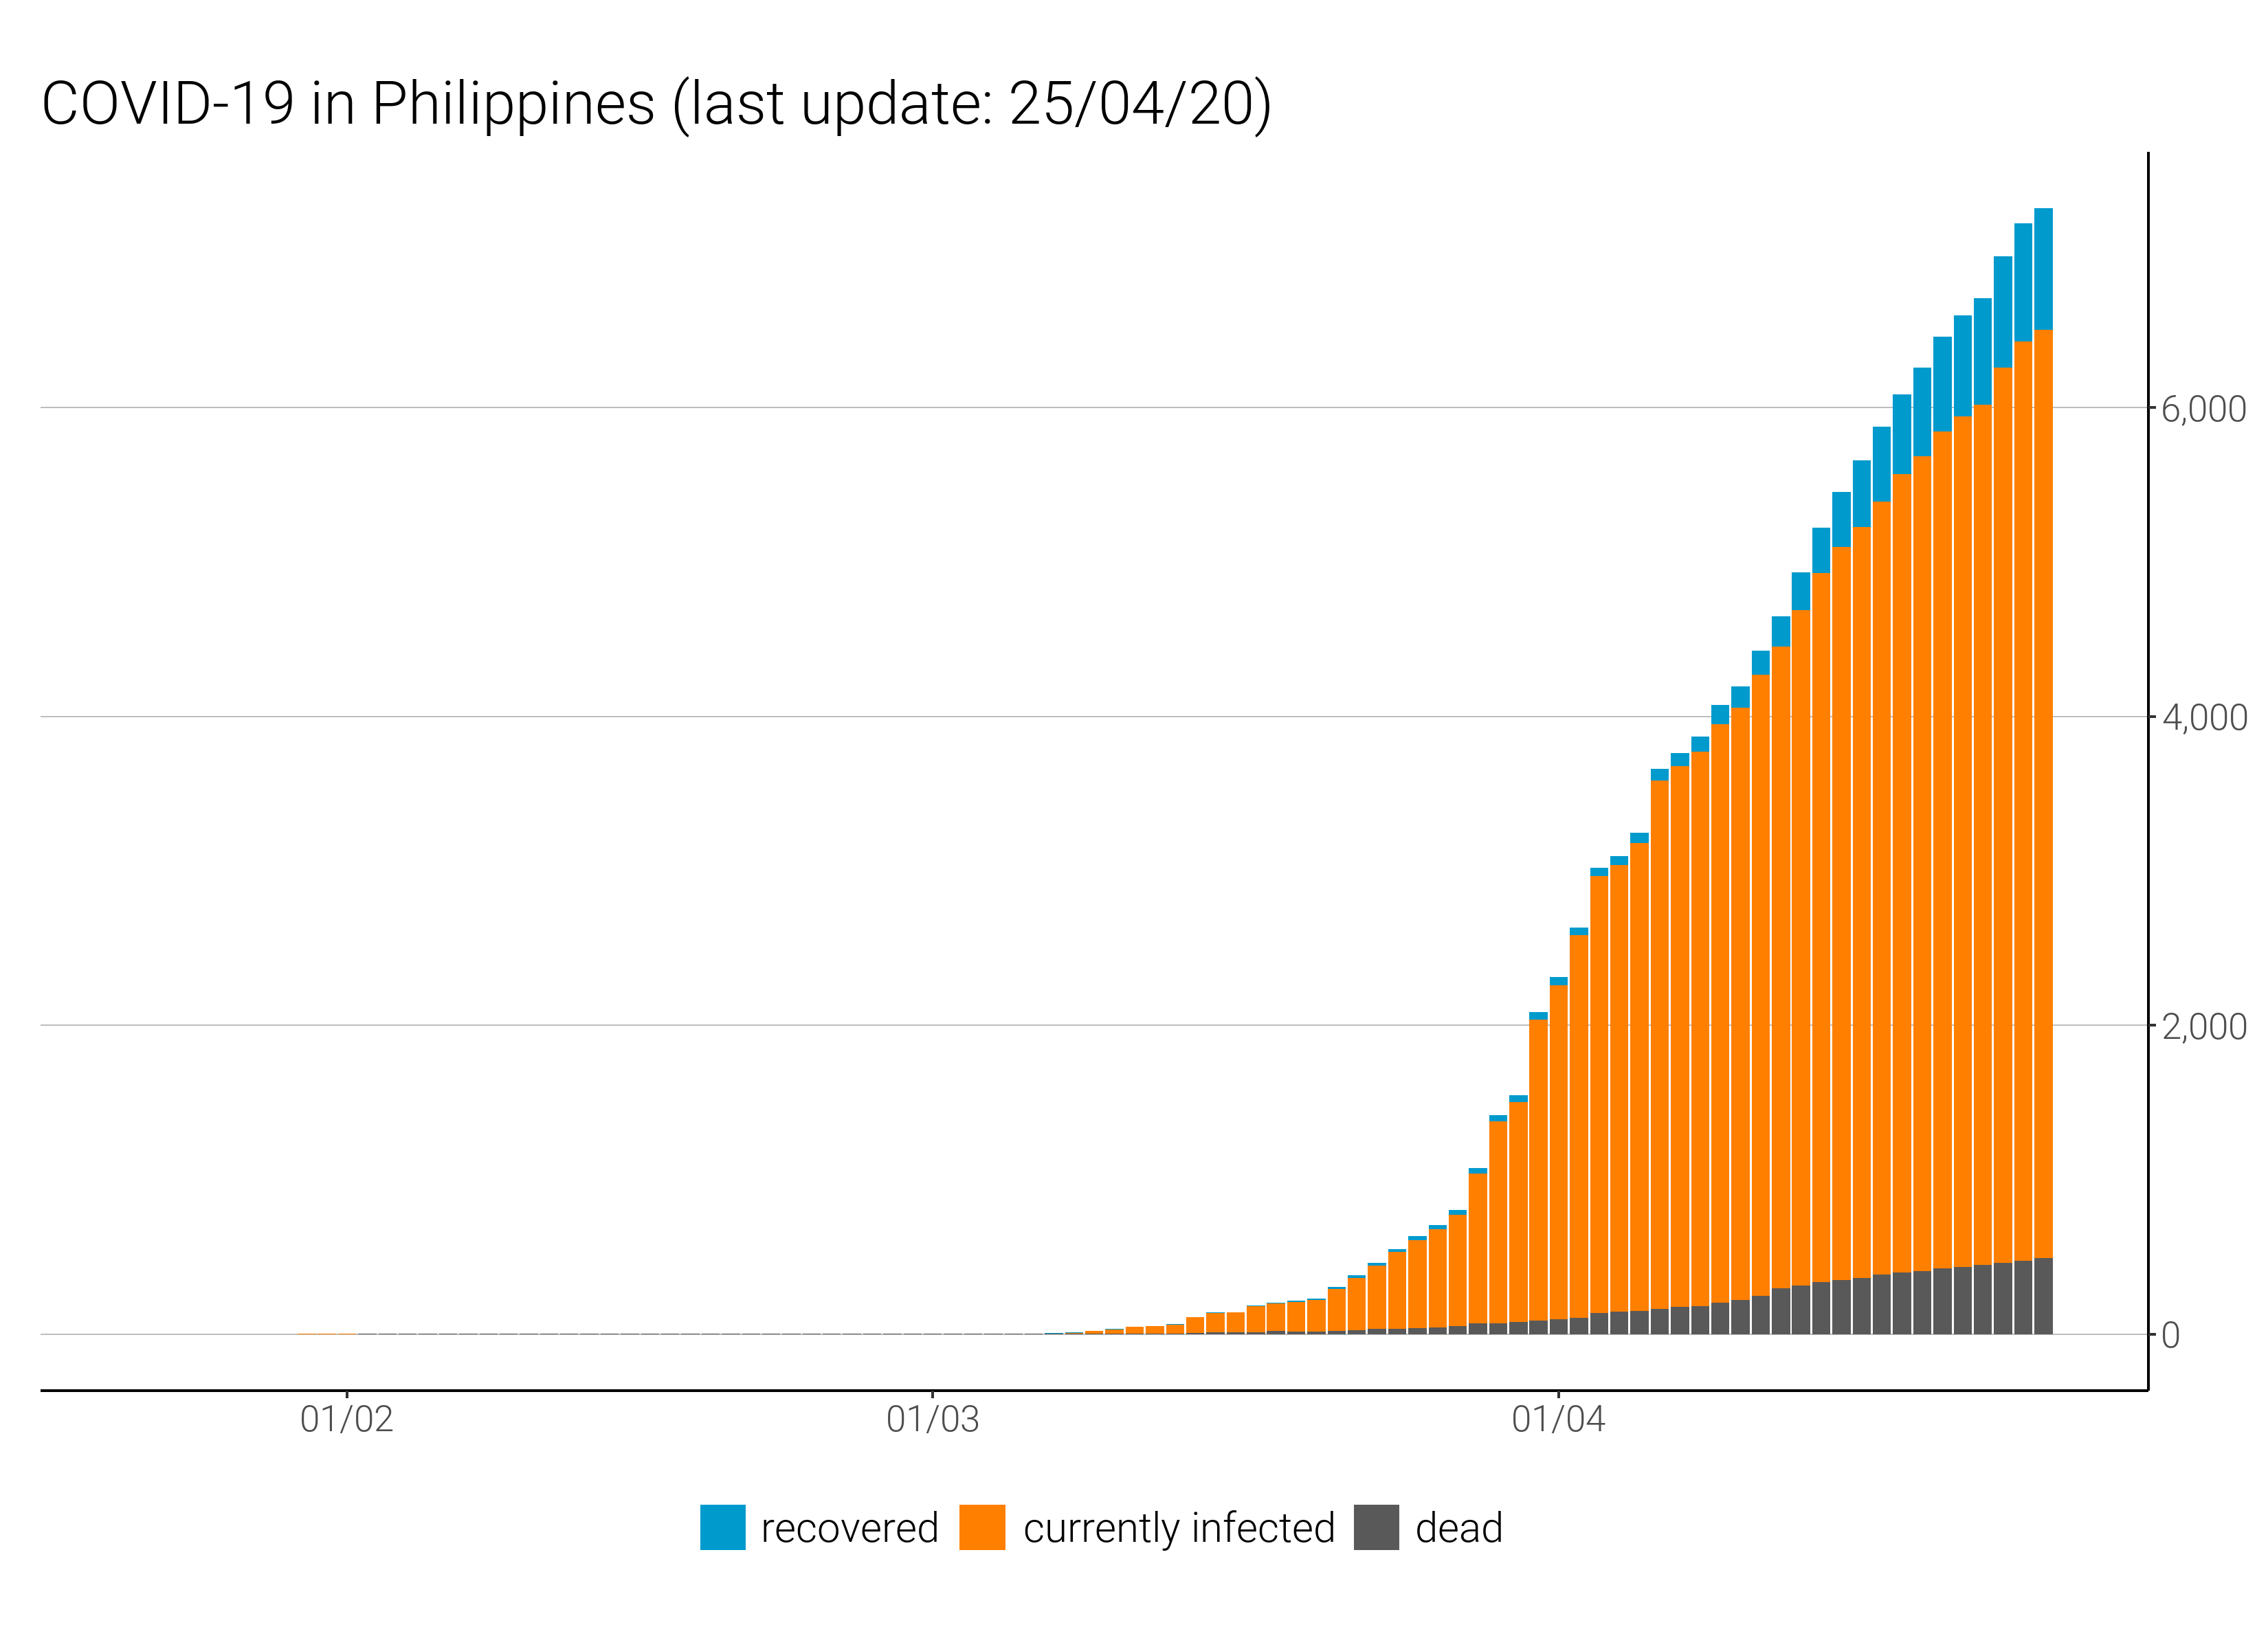 COVID-19 in Philippines (last update: 25/04/20)
6,000
4,000
2,000
0
01/02 01/03 01/04
recovered currently infected dead